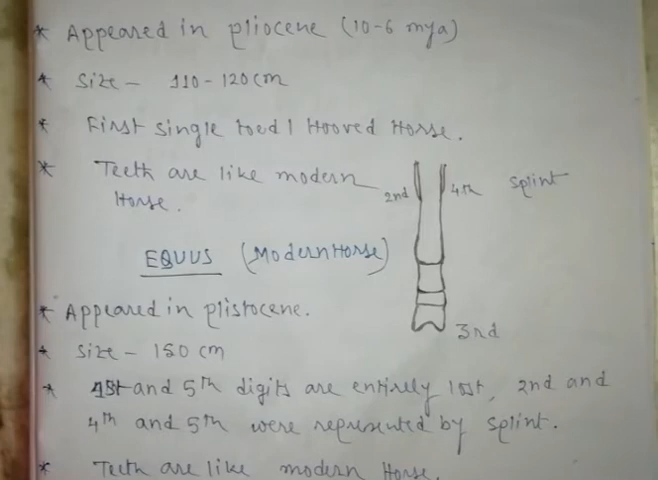 * Appeared in pliocene (10-6 mya)
* Size - 110-120cm
* First single toed / Hooved Horse.
* Teeth are like modern
Horse.
2nd 4th Splint
EQUUS (Modern Horse)
3rd
* Appeared in plistocene.
* Size - 150 cm
* 1st and 5th digits are entirely lost, 2nd and
4th and 5th were represented by splint.
* Teeth are like modern Horse.